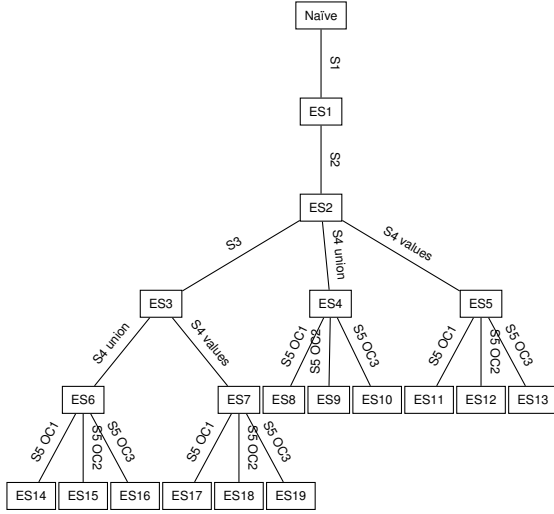 Naïve
S1
ES1
S2
ES2
S3
S4 union
S4 values
ES3
ES4
ES5
S4 union
S4 values
S5 OC1
S5 OC2
S5 OC3
S5 OC1
S5 OC2
S5 OC3
ES6
ES7
ES8
ES9
ES10
ES11
ES12
ES13
S5 OC1
S5 OC2
S5 OC3
S5 OC1
S5 OC2
S5 OC3
ES14
ES15
ES16
ES17
ES18
ES19